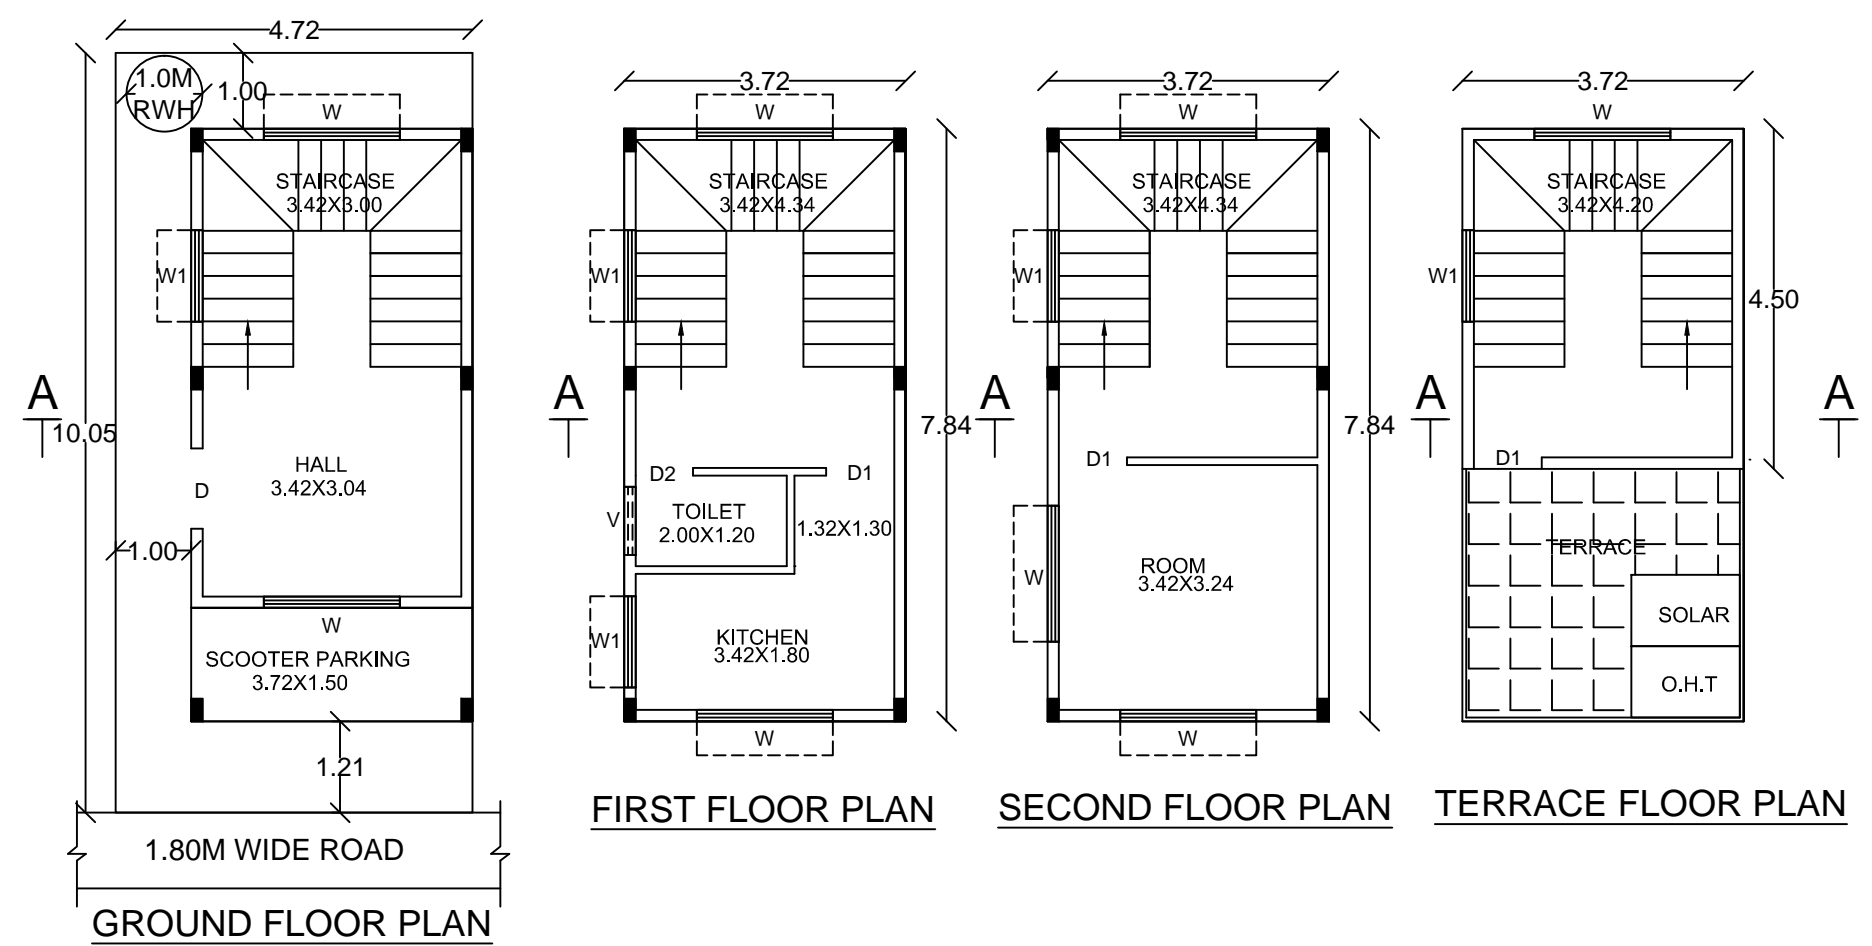 4.72
1.0M
RWH
1.00
W
STAIRCASE
3.42X3.00
W1
A
10.05
HALL
3.42X3.04
D
1.00
W
SCOOTER PARKING
3.72X1.50
1.21
1.80M WIDE ROAD
GROUND FLOOR PLAN
3.72
W
STAIRCASE
3.42X4.34
W1
A
7.84
D2
D1
TOILET
2.00X1.20
V
1.32X1.30
W1
KITCHEN
3.42X1.80
W
FIRST FLOOR PLAN
3.72
W
STAIRCASE
3.42X4.34
W1
A
7.84
D1
ROOM
3.42X3.24
W
W
SECOND FLOOR PLAN
3.72
W
STAIRCASE
3.42X4.20
W1
4.50
A
A
D1
TERRACE
SOLAR
O.H.T
TERRACE FLOOR PLAN